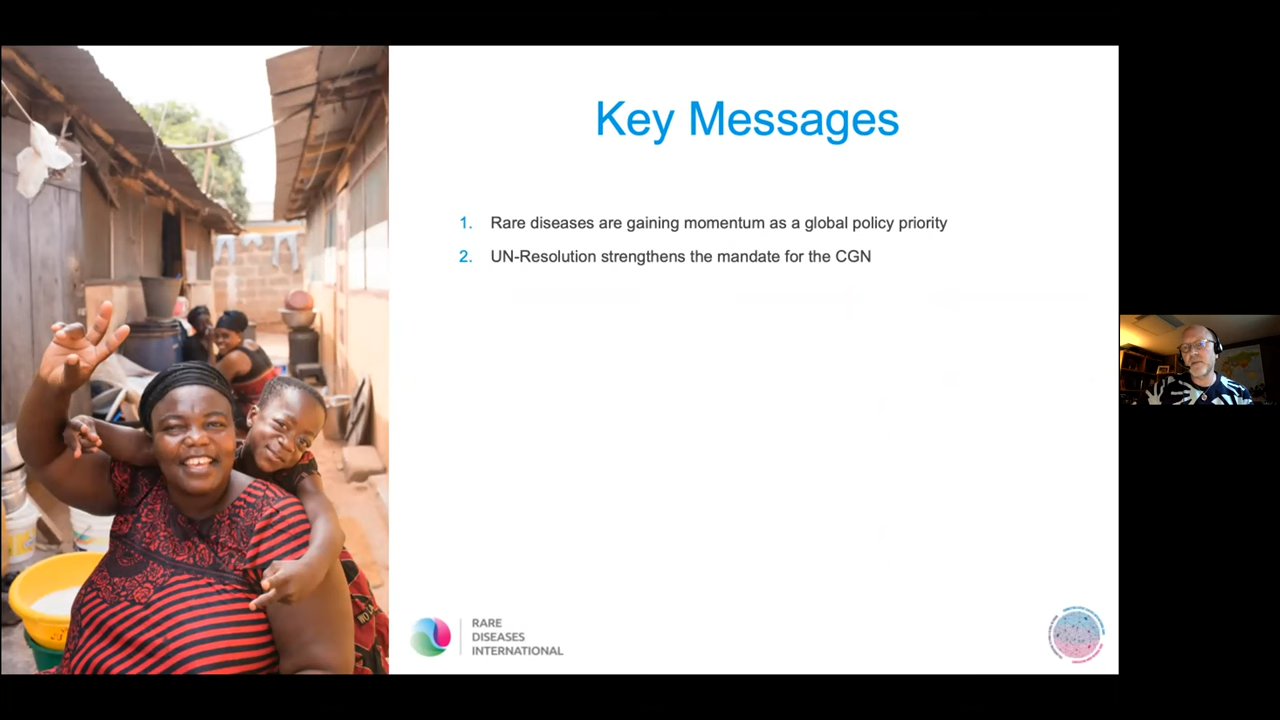 Key Messages
1. Rare diseases are gaining momentum as a global policy priority
2. UN-Resolution strengthens the mandate for the CGN
RARE
DISEASES
INTERNATIONAL